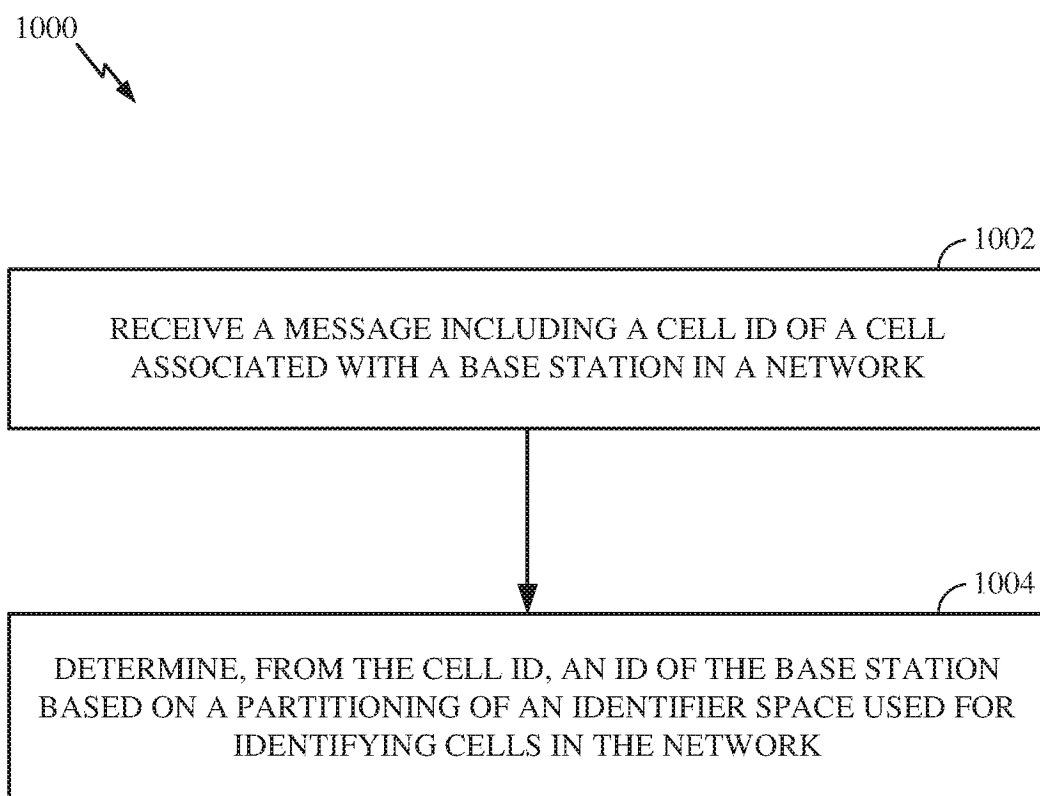 1000
1002
RECEIVE A MESSAGE INCLUDING A CELL ID OF A CELL
ASSOCIATED WITH A BASE STATION IN A NETWORK
1004
DETERMINE, FROM THE CELL ID, AN ID OF THE BASE STATION
BASED ON A PARTITIONING OF AN IDENTIFIER SPACE USED FOR
IDENTIFYING CELLS IN THE NETWORK